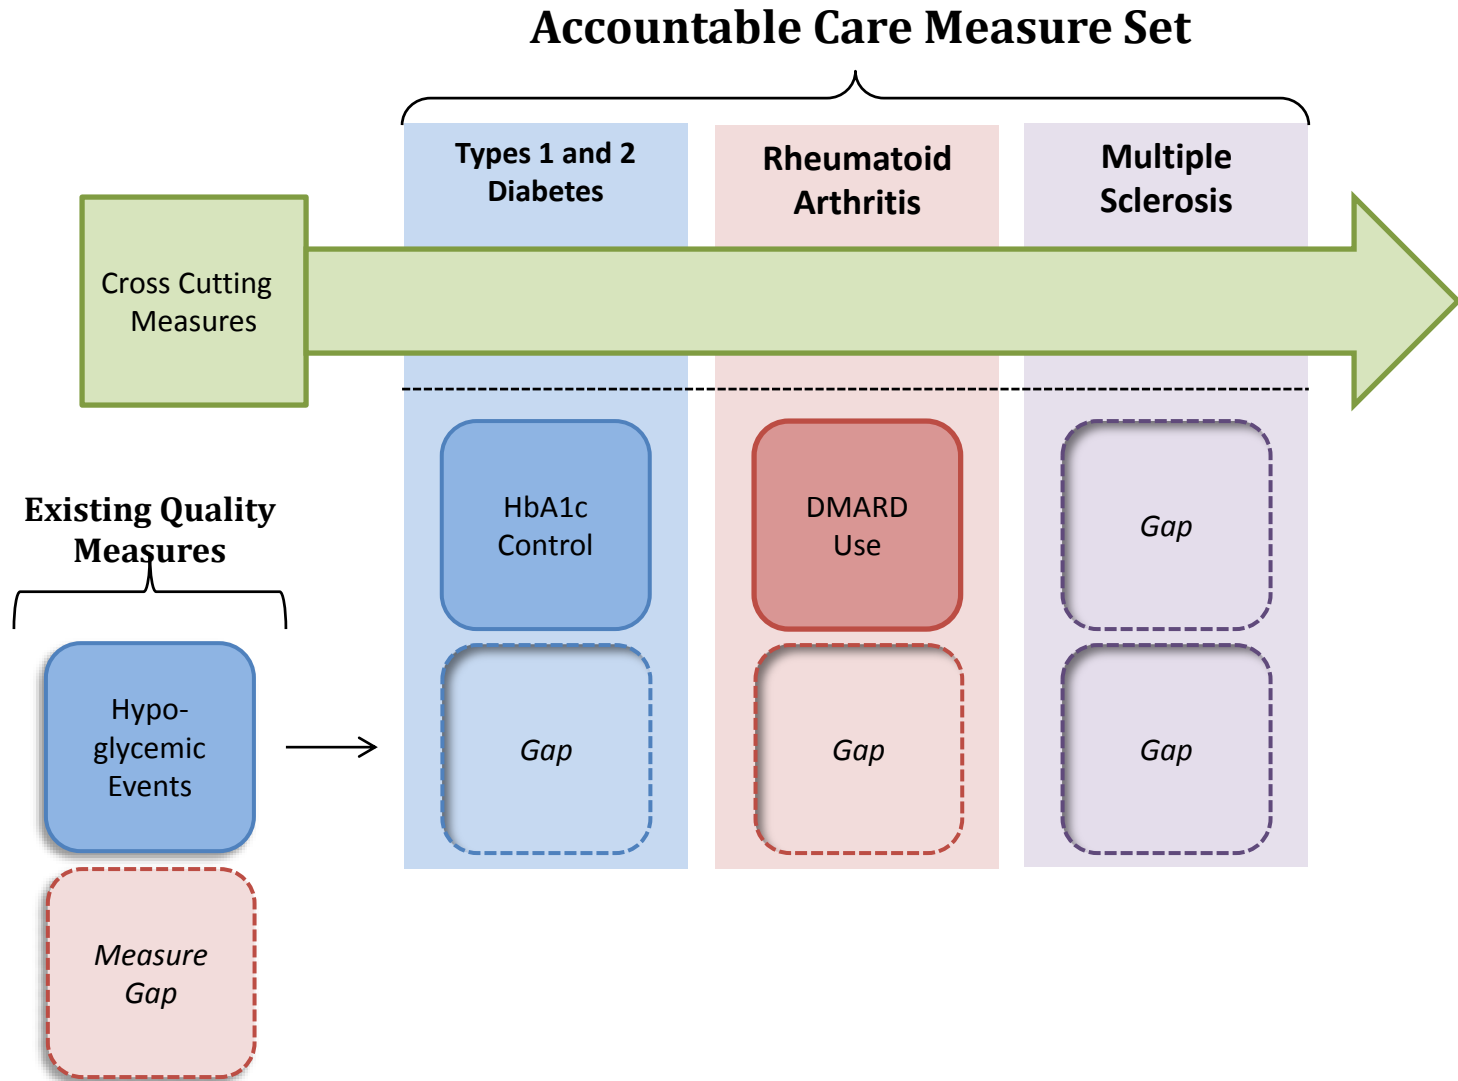 Accountable Care Measure Set
Types 1 and 2
Diabetes
Rheumatoid
Arthritis
Multiple
Sclerosis
Cross Cutting
Measures
HbA1c
Control
DMARD
Use
Gap
Existing Quality
Measures
Hypo-
glycemic
Events
Gap
Gap
Gap
Measure
Gap